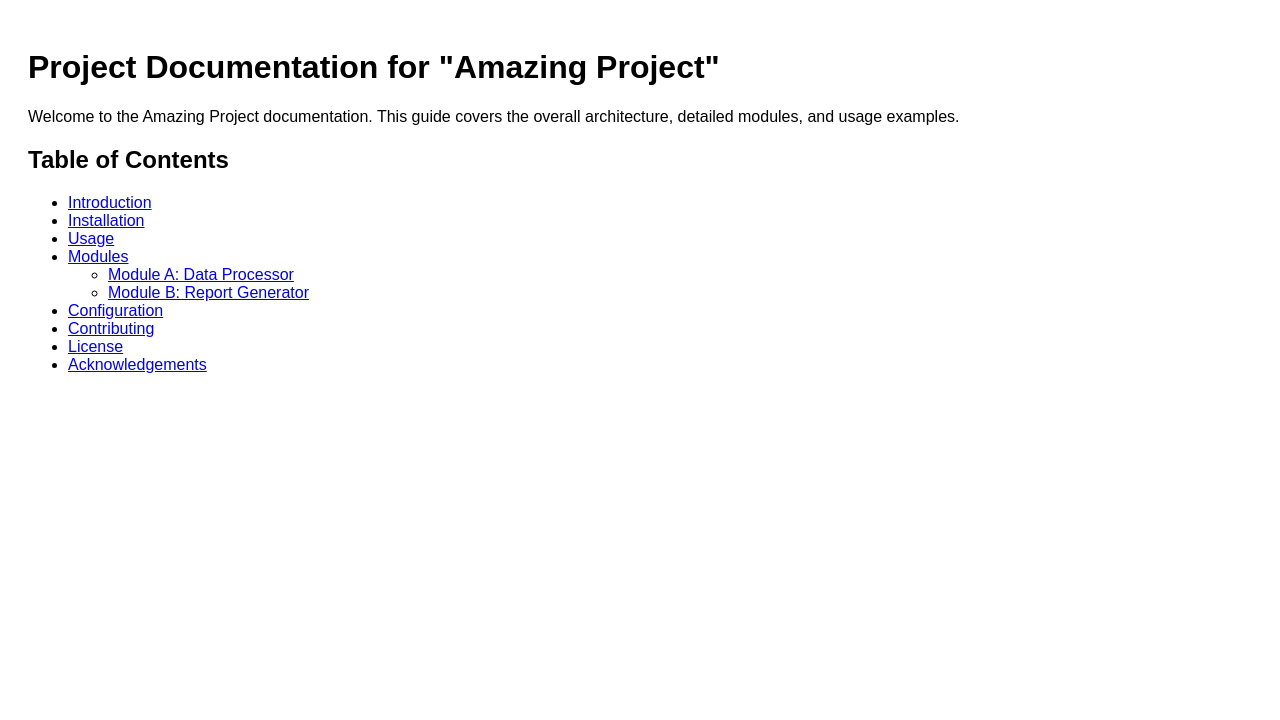 Project Documentation for "Amazing Project"
Welcome to the Amazing Project documentation. This guide covers the overall architecture, detailed modules, and usage examples.
Table of Contents
Introduction
Installation
Usage
Modules
Module A: Data Processor
Module B: Report Generator
Configuration
Contributing
License
Acknowledgements